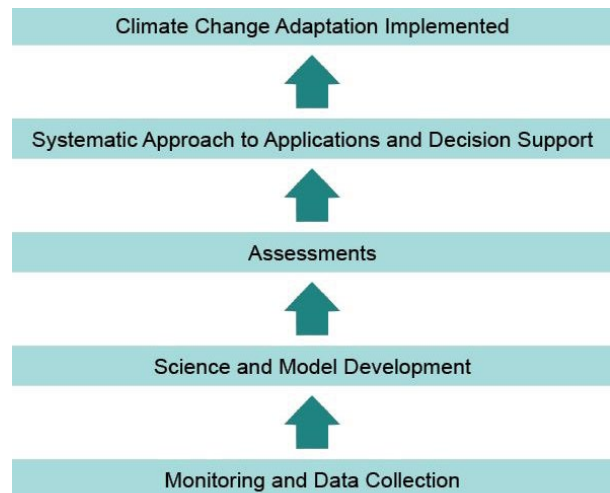 Climate Change Adaptation Implemented
Systematic Approach to Applications and Decision Support
Assessments
Science and Model Development
Monitoring and Data Collection